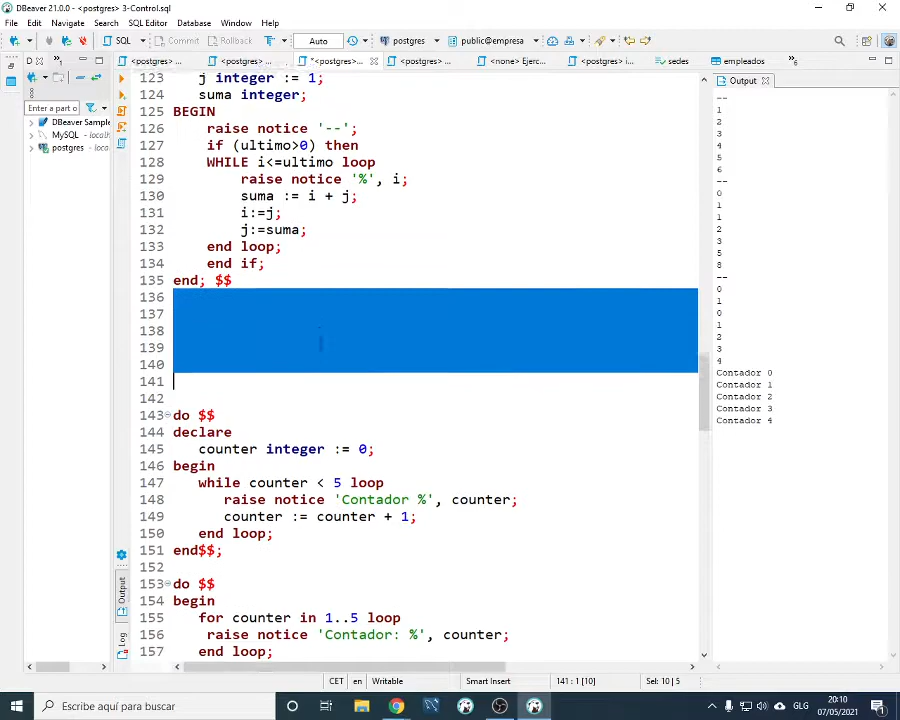 DBeaver 21.0.0 - <postgres> 3-Control.sql
File Edit Navigate Search SQL Editor Database Window Help
SQL Commit Rollback Auto postgres public@empresa
D <postgres> ... <postgres>... *<postgres>... <postgres>... <none> Ejerc... <postgres> i... sedes empleados
Output
Enter a part o
DBeaver Sample
MySQL - localh
postgres - localh
123 j integer := 1;
124 suma integer;
125 BEGIN
126 raise notice '--';
127 if (ultimo>0) then
128 WHILE i<=ultimo loop
129 raise notice '%', i;
130 suma := i + j;
131 i:=j;
132 j:=suma;
133 end loop;
134 end if;
135 end; $$
136
137
138
139
140
141
142
143 do $$
144 declare
145 counter integer := 0;
146 begin
147 while counter < 5 loop
148 raise notice 'Contador %', counter;
149 counter := counter + 1;
150 end loop;
151 end$$;
152
153 do $$
154 begin
155 for counter in 1..5 loop
156 raise notice 'Contador: %', counter;
157 end loop;
--
1
2
3
4
5
6
--
0
1
1
2
3
5
8
--
0
1
0
1
2
3
4
Contador 0
Contador 1
Contador 2
Contador 3
Contador 4
Output
Log
CET en Writable Smart Insert 141 : 1 [10] Sel: 10 | 5
Escribe aquí para buscar
GLG
20:10
07/05/2021
1